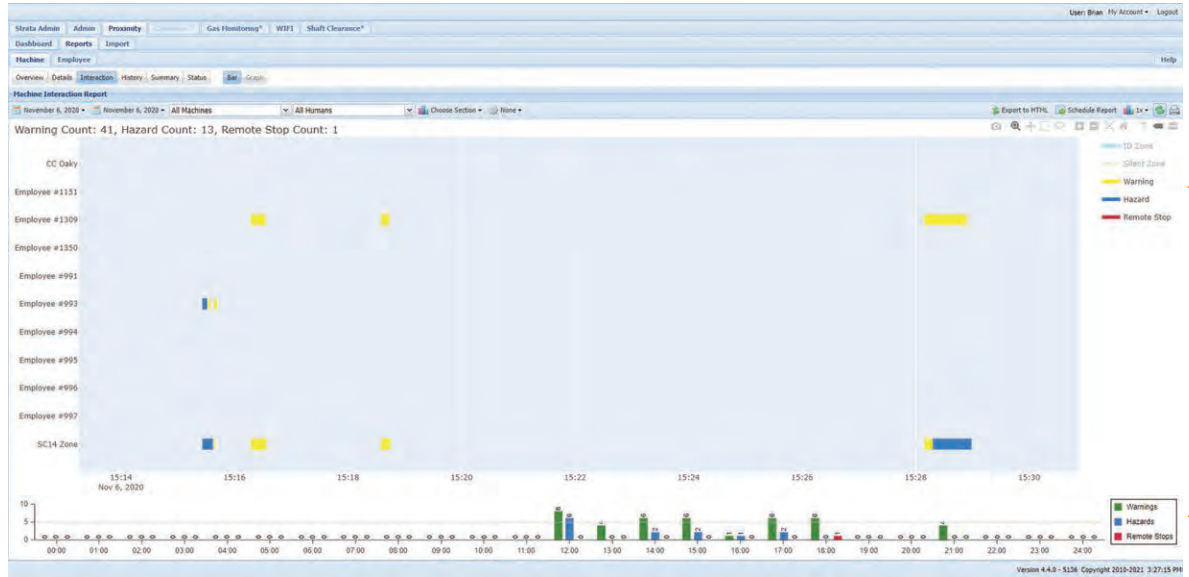 User: Brian My Account Logout
Strata Admin Admin Proximity Gas Monitoring* WIFI Shaft Clearance*
Dashboard Reports Import
Machine Employee Help
Overview Details Interaction History Summary Status Bar Graph
Machine Interaction Report
November 6, 2020 November 6, 2020 All Machines All Humans Choose Section None Export to HTML Schedule Report 1v
Warning Count: 41, Hazard Count: 13, Remote Stop Count: 1
ID Zone
Silent Zone
Warning
Hazard
Remote Stop
CC Oaky
Employee #1151
Employee #1309
Employee #1350
Employee #991
Employee #993
Employee #994
Employee #995
Employee #996
Employee #997
SC14 Zone
15:14 15:16 15:18 15:20 15:22 15:24 15:26 15:28 15:30
Nov 6, 2020
10
5
0
Warnings
Hazards
Remote Stops
00:00 01:00 02:00 03:00 04:00 05:00 06:00 07:00 08:00 09:00 10:00 11:00 12:00 13:00 14:00 15:00 16:00 17:00 18:00 19:00 20:00 21:00 22:00 23:00 24:00
Version 4.4.0 - 5136 Copyright 2010-2021 3:27:15 PM